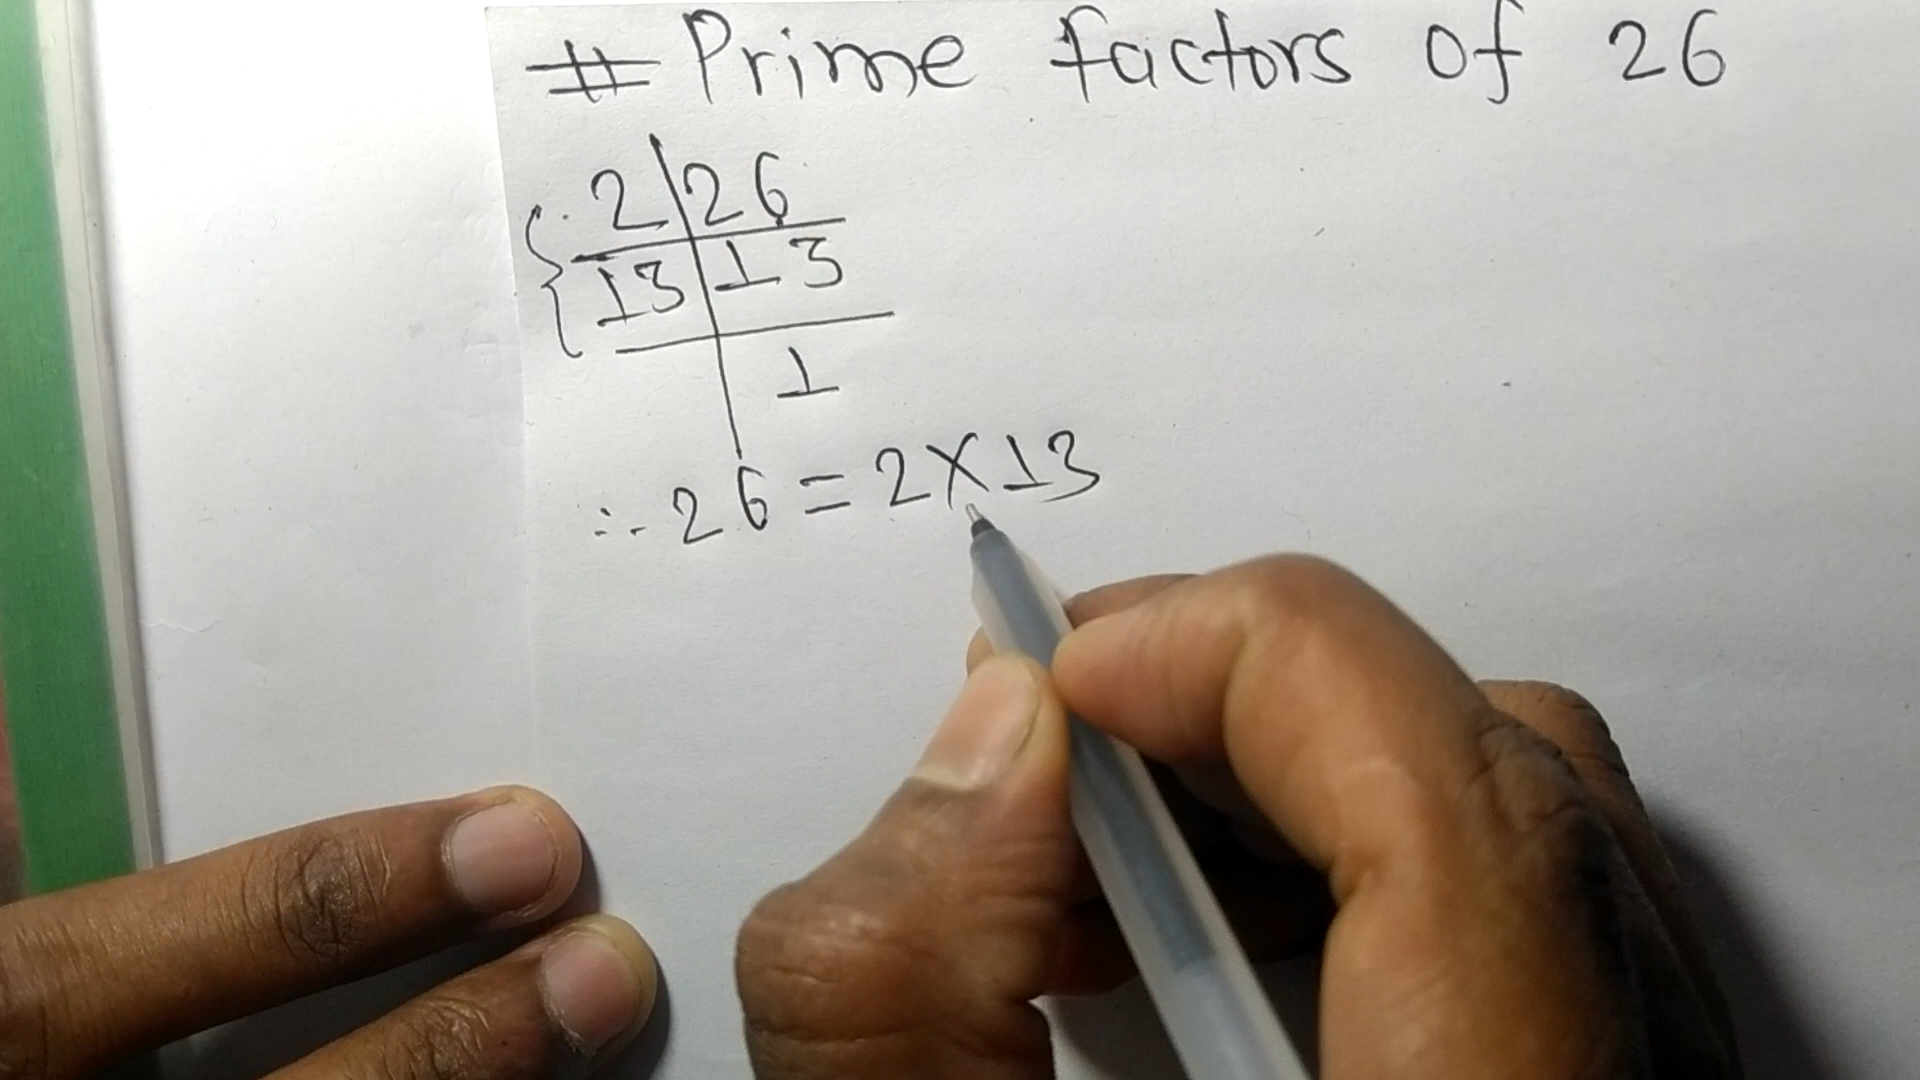 # Prime factors of 26
2 | 26
13 | 13
1
∴ 26 = 2 × 13